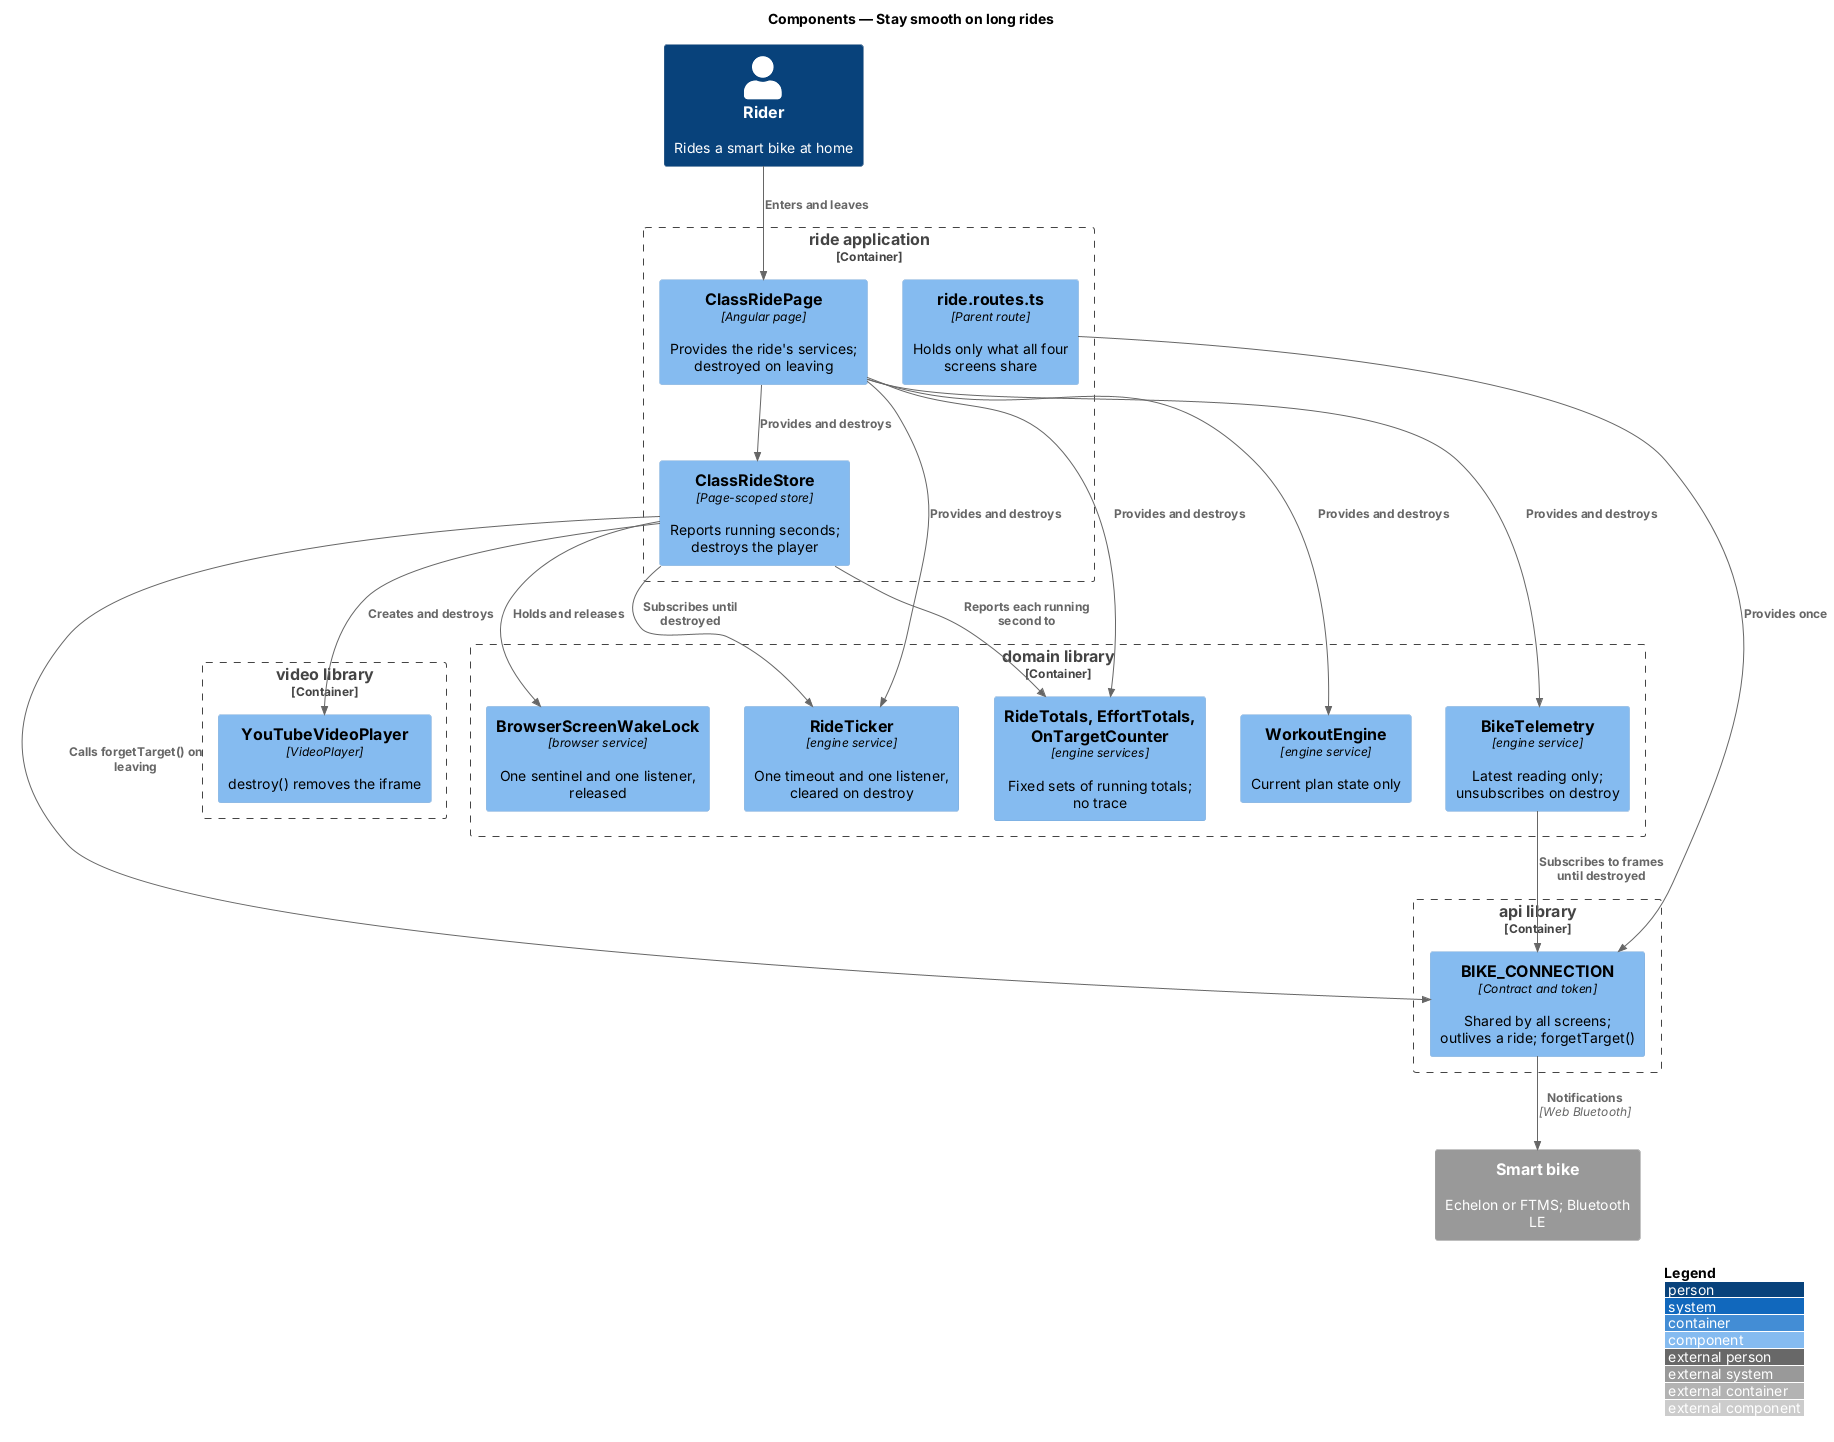 Components — Stay smooth on long rides
Rider
Rides a smart bike at home
Enters and leaves
ride application
[Container]
ClassRidePage
[Angular page]
Provides the ride's services;
destroyed on leaving
ride.routes.ts
[Parent route]
Holds only what all four
screens share
Provides and destroys
ClassRideStore
[Page-scoped store]
Reports running seconds;
destroys the player
Provides and destroys
Provides and destroys
Provides and destroys
Provides and destroys
Creates and destroys
Holds and releases
Subscribes until
destroyed
Reports each running
second to
Provides once
video library
[Container]
YouTubeVideoPlayer
[VideoPlayer]
destroy() removes the iframe
domain library
[Container]
BrowserScreenWakeLock
[browser service]
One sentinel and one listener,
released
RideTicker
[engine service]
One timeout and one listener,
cleared on destroy
RideTotals, EffortTotals,
OnTargetCounter
[engine services]
Fixed sets of running totals;
no trace
WorkoutEngine
[engine service]
Current plan state only
BikeTelemetry
[engine service]
Latest reading only;
unsubscribes on destroy
Calls forgetTarget() on
leaving
Subscribes to frames
until destroyed
api library
[Container]
BIKE_CONNECTION
[Contract and token]
Shared by all screens;
outlives a ride; forgetTarget()
Notifications
[Web Bluetooth]
Smart bike
Echelon or FTMS; Bluetooth
LE
Legend
person
system
container
component
external person
external system
external container
external component